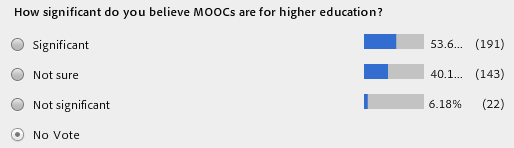 How significant do you believe MOOCs are for higher education?
Significant 53.6... (191)
Not sure 40.1... (143)
Not significant 6.18% (22)
No Vote